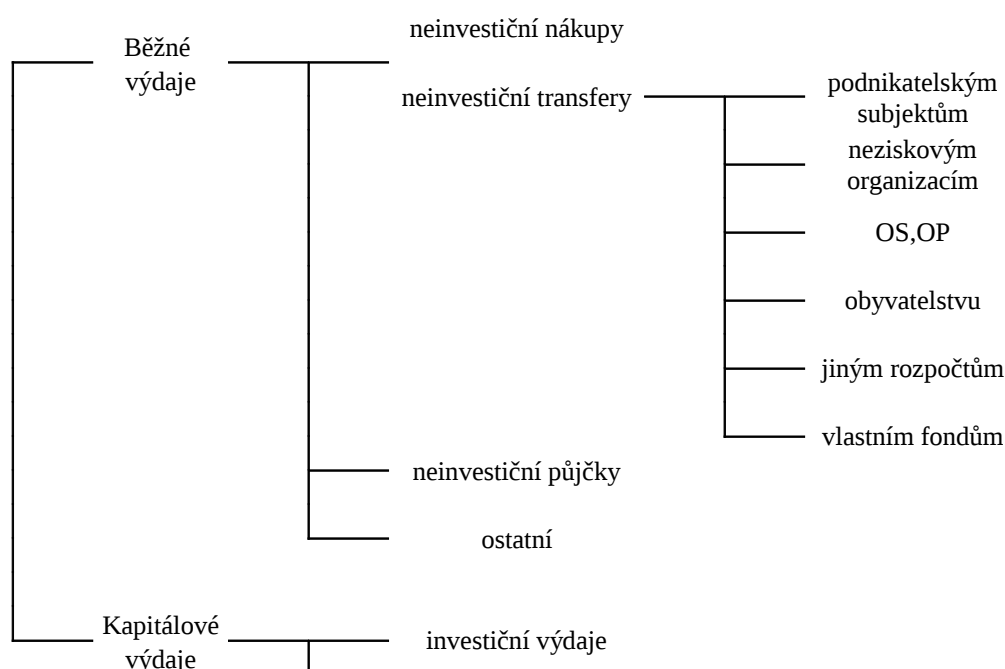 neinvestiční nákupy
Běžné
výdaje
neinvestiční transfery
podnikatelským
subjektům
neziskovým
organizacím
OS,OP
obyvatelstvu
jiným rozpočtům
vlastním fondům
neinvestiční půjčky
ostatní
Kapitálové
výdaje
investiční výdaje